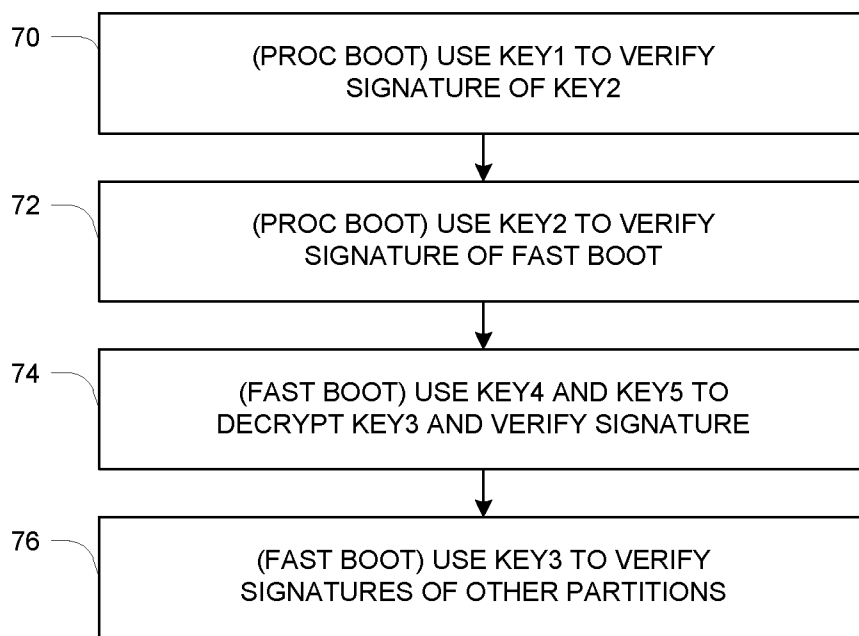 70
(PROC BOOT) USE KEY1 TO VERIFY
SIGNATURE OF KEY2
72
(PROC BOOT) USE KEY2 TO VERIFY
SIGNATURE OF FAST BOOT
74
(FAST BOOT) USE KEY4 AND KEY5 TO
DECRYPT KEY3 AND VERIFY SIGNATURE
76
(FAST BOOT) USE KEY3 TO VERIFY
SIGNATURES OF OTHER PARTITIONS